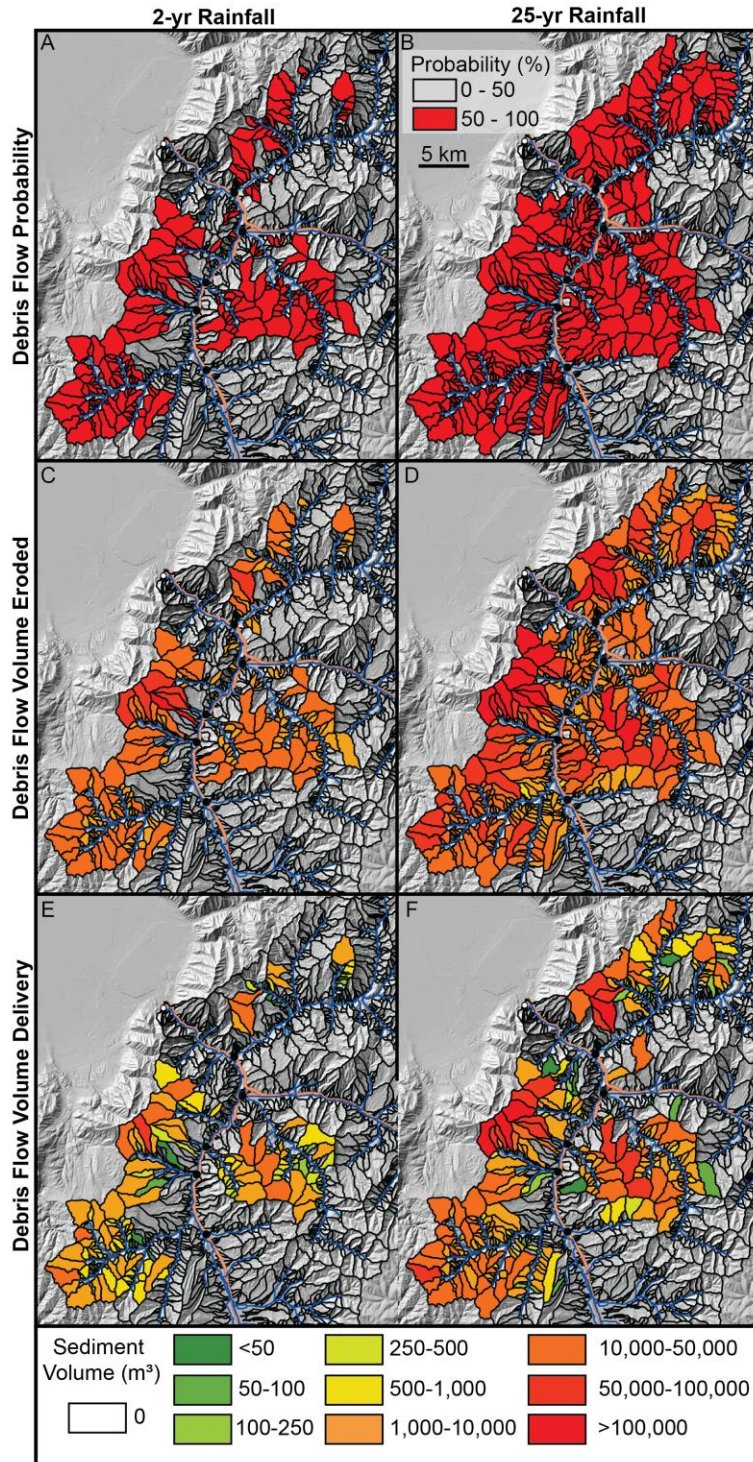 2-yr Rainfall
25-yr Rainfall
Debris Flow Probability
A
B
Probability (%)
0 - 50
50 - 100
5 km
Debris Flow Volume Eroded
C
D
Debris Flow Volume Delivery
E
F
Sediment
Volume (m³)
0
<50
50-100
100-250
250-500
500-1,000
1,000-10,000
10,000-50,000
50,000-100,000
>100,000